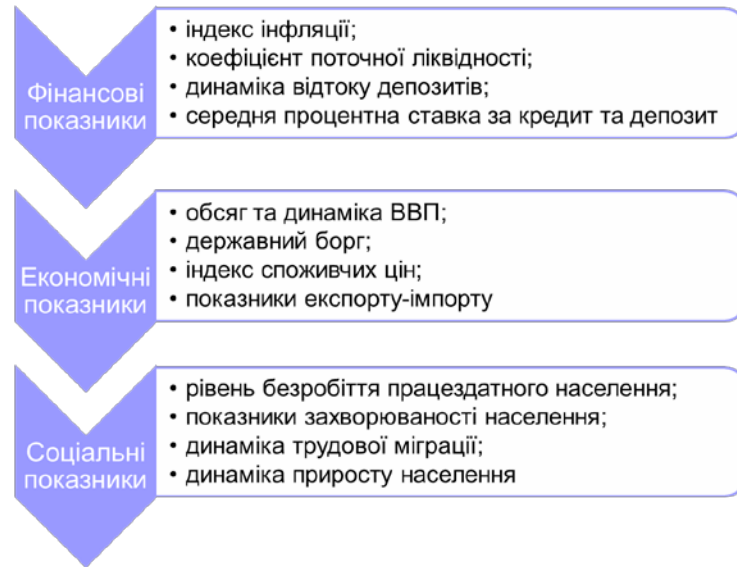 Фінансові
показники
• індекс інфляції;
• коефіцієнт поточної ліквідності;
• динаміка відтоку депозитів;
• середня процентна ставка за кредит та депозит
Економічні
показники
• обсяг та динаміка ВВП;
• державний борг;
• індекс споживчих цін;
• показники експорту-імпорту
Соціальні
показники
• рівень безробіття працездатного населення;
• показники захворюваності населення;
• динаміка трудової міграції;
• динаміка приросту населення